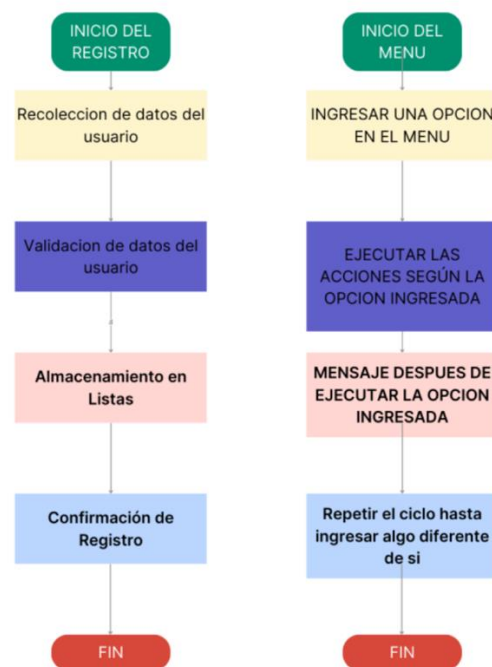 INICIO DEL
REGISTRO
Recoleccion de datos del
usuario
Validacion de datos del
usuario
Almacenamiento en
Listas
Confirmación de
Registro
FIN
INICIO DEL
MENU
INGRESAR UNA OPCION
EN EL MENU
EJECUTAR LAS
ACCIONES SEGÚN LA
OPCION INGRESADA
MENSAJE DESPUES DE
EJECUTAR LA OPCION
INGRESADA
Repetir el ciclo hasta
ingresar algo diferente
de si
FIN